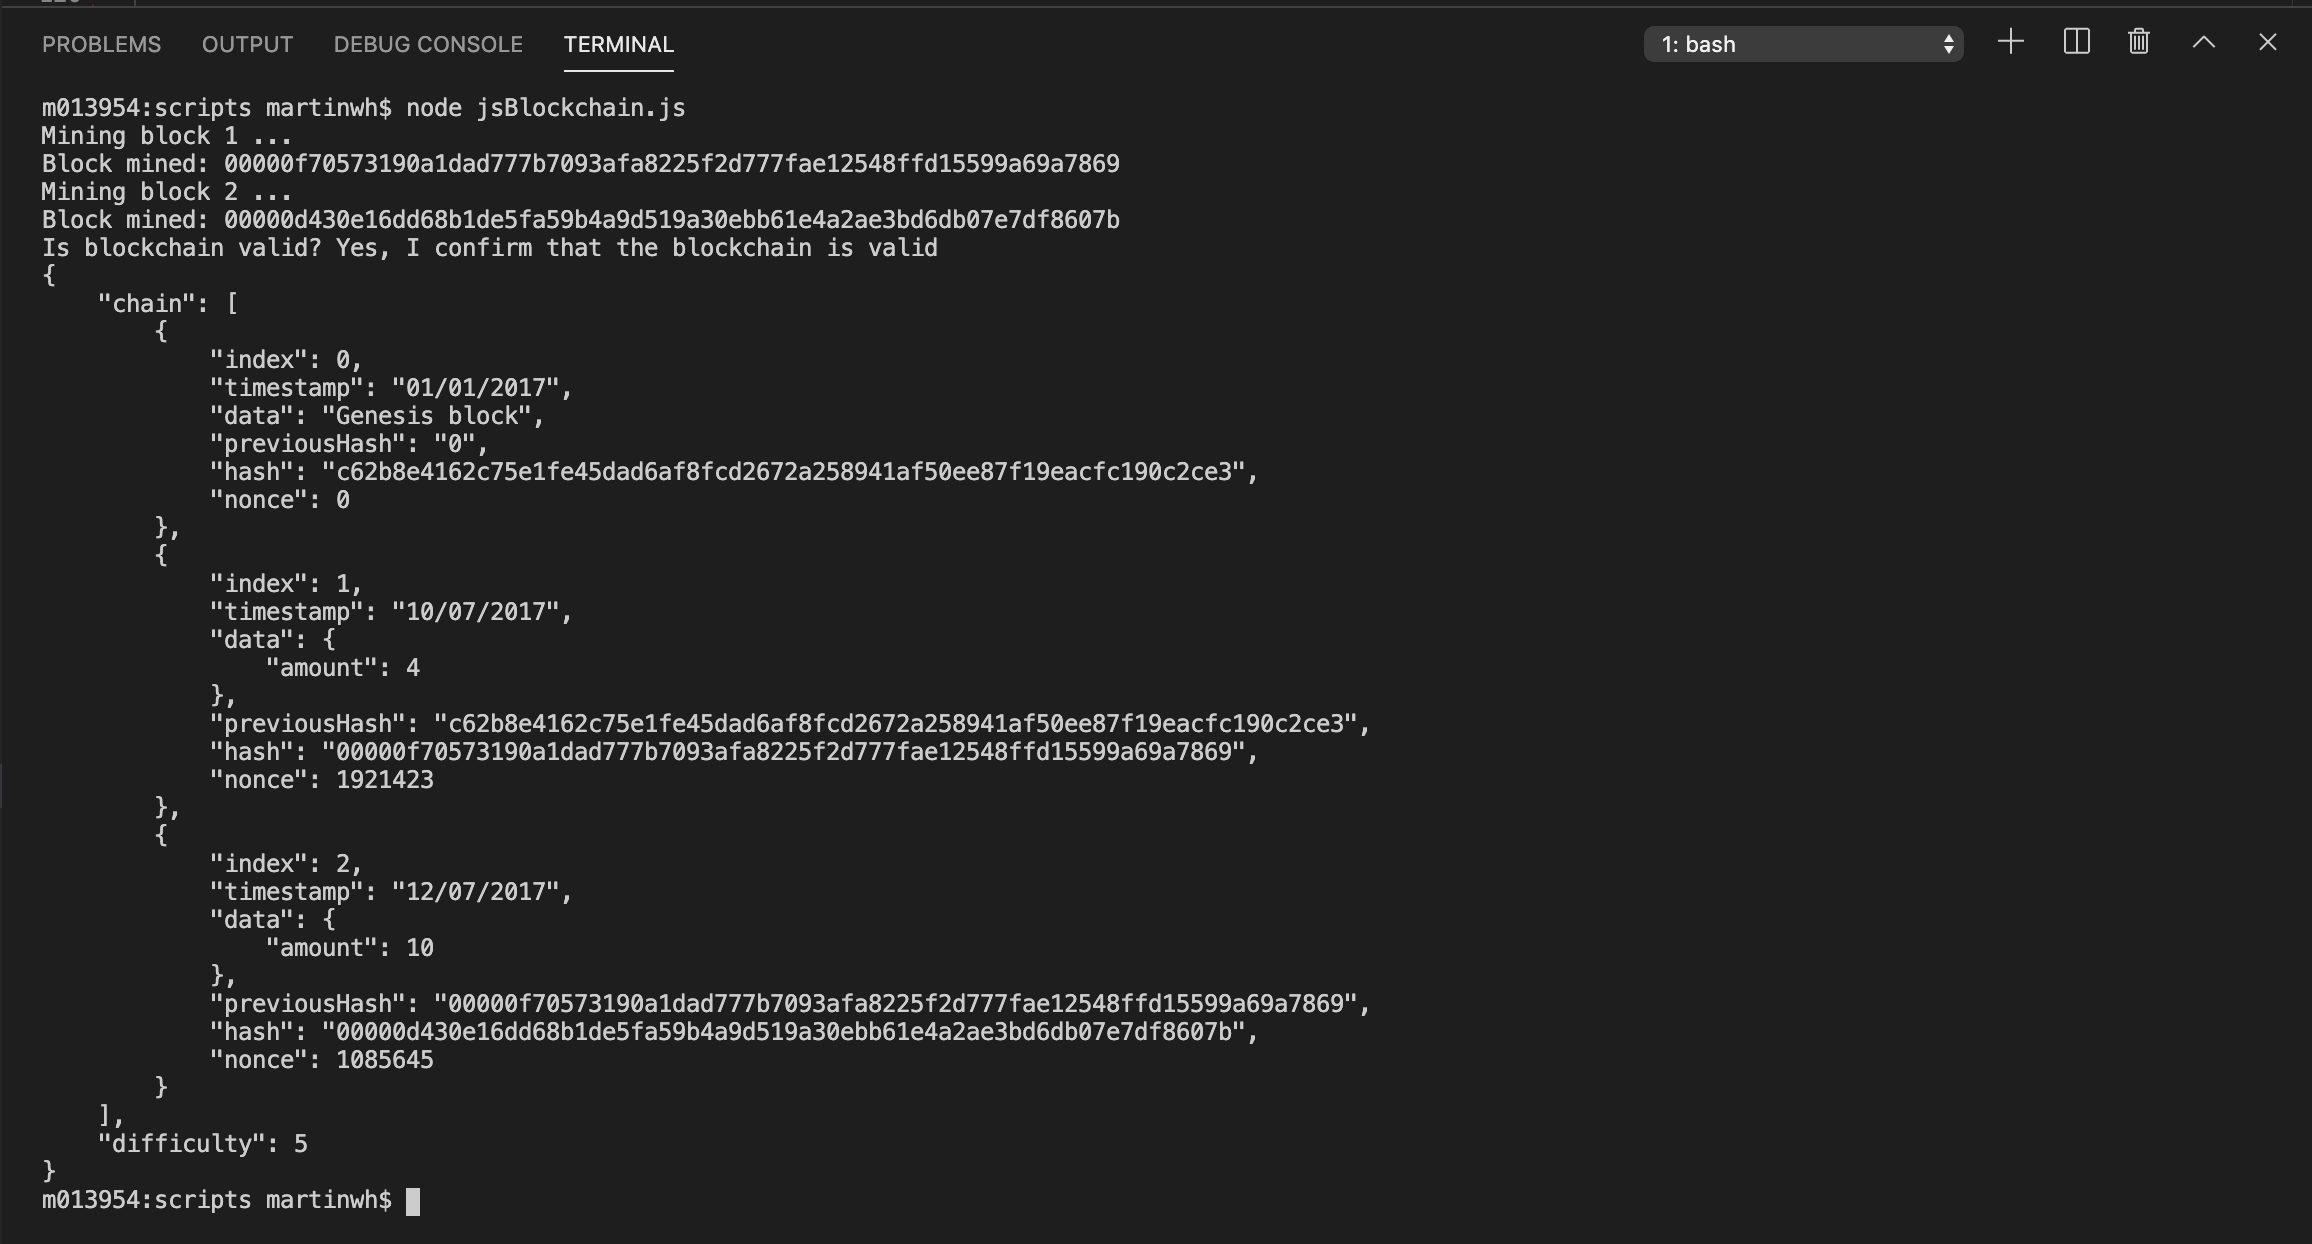 PROBLEMS OUTPUT DEBUG CONSOLE TERMINAL 1: bash
m013954:scripts martinwh$ node jsBlockchain.js
Mining block 1 ...
Block mined: 00000f70573190a1dad777b7093afa8225f2d777fae12548ffd15599a69a7869
Mining block 2 ...
Block mined: 00000d430e16dd68b1de5fa59b4a9d519a30ebb61e4a2ae3bd6db07e7df8607b
Is blockchain valid? Yes, I confirm that the blockchain is valid
{
    "chain": [
        {
            "index": 0,
            "timestamp": "01/01/2017",
            "data": "Genesis block",
            "previousHash": "0",
            "hash": "c62b8e4162c75e1fe45dad6af8fcd2672a258941af50ee87f19eacfc190c2ce3",
            "nonce": 0
        },
        {
            "index": 1,
            "timestamp": "10/07/2017",
            "data": {
                "amount": 4
            },
            "previousHash": "c62b8e4162c75e1fe45dad6af8fcd2672a258941af50ee87f19eacfc190c2ce3",
            "hash": "00000f70573190a1dad777b7093afa8225f2d777fae12548ffd15599a69a7869",
            "nonce": 1921423
        },
        {
            "index": 2,
            "timestamp": "12/07/2017",
            "data": {
                "amount": 10
            },
            "previousHash": "00000f70573190a1dad777b7093afa8225f2d777fae12548ffd15599a69a7869",
            "hash": "00000d430e16dd68b1de5fa59b4a9d519a30ebb61e4a2ae3bd6db07e7df8607b",
            "nonce": 1085645
        }
    ],
    "difficulty": 5
}
m013954:scripts martinwh$